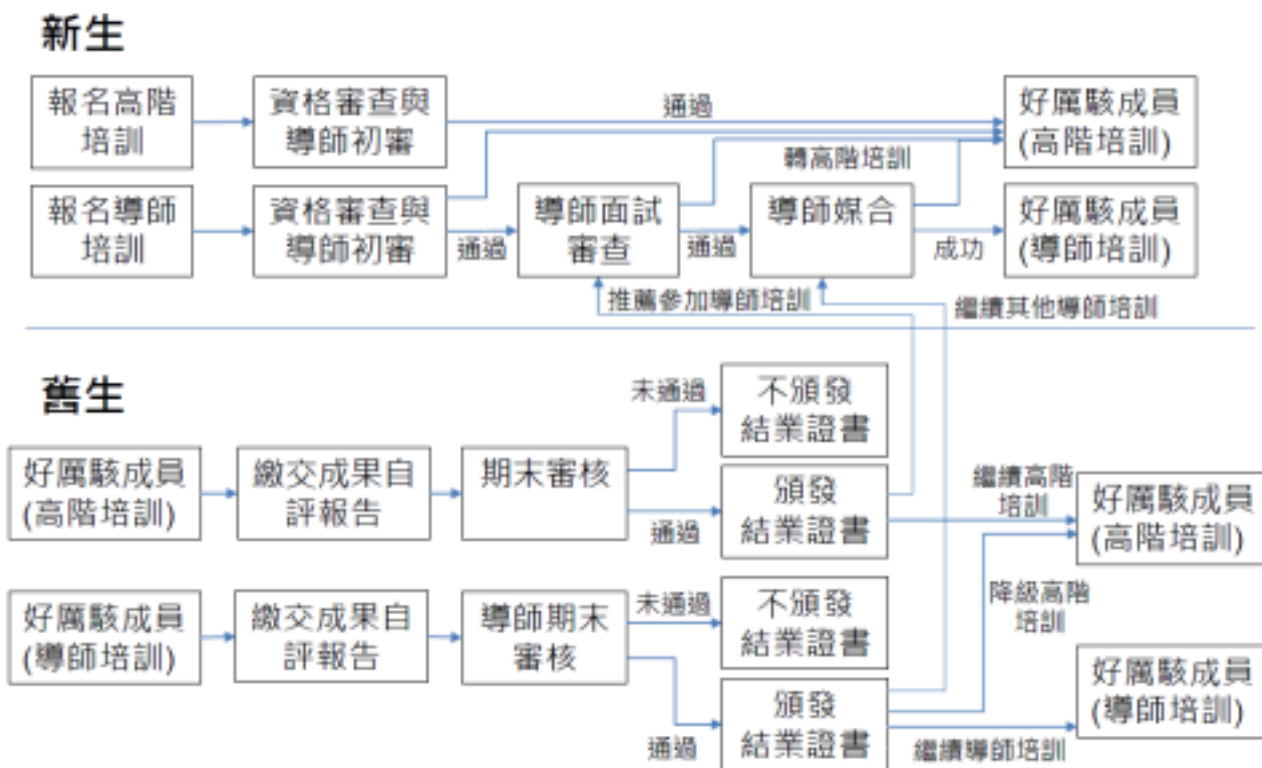 新生
報名高階
培訓
資格審查與
導師初審
通過
好厲駭成員
(高階培訓)
轉高階培訓
報名導師
培訓
資格審查與
導師初審
通過
導師面試
審查
通過
導師媒合
成功
好厲駭成員
(導師培訓)
推薦參加導師培訓
繼續其他導師培訓
舊生
未通過
不頒發
結業證書
好厲駭成員
(高階培訓)
繳交成果自
評報告
期末審核
通過
頒發
結業證書
繼續高階
培訓
好厲駭成員
(高階培訓)
好厲駭成員
(導師培訓)
繳交成果自
評報告
導師期末
審核
未通過
不頒發
結業證書
降級高階
培訓
通過
頒發
結業證書
繼續導師培訓
好厲駭成員
(導師培訓)